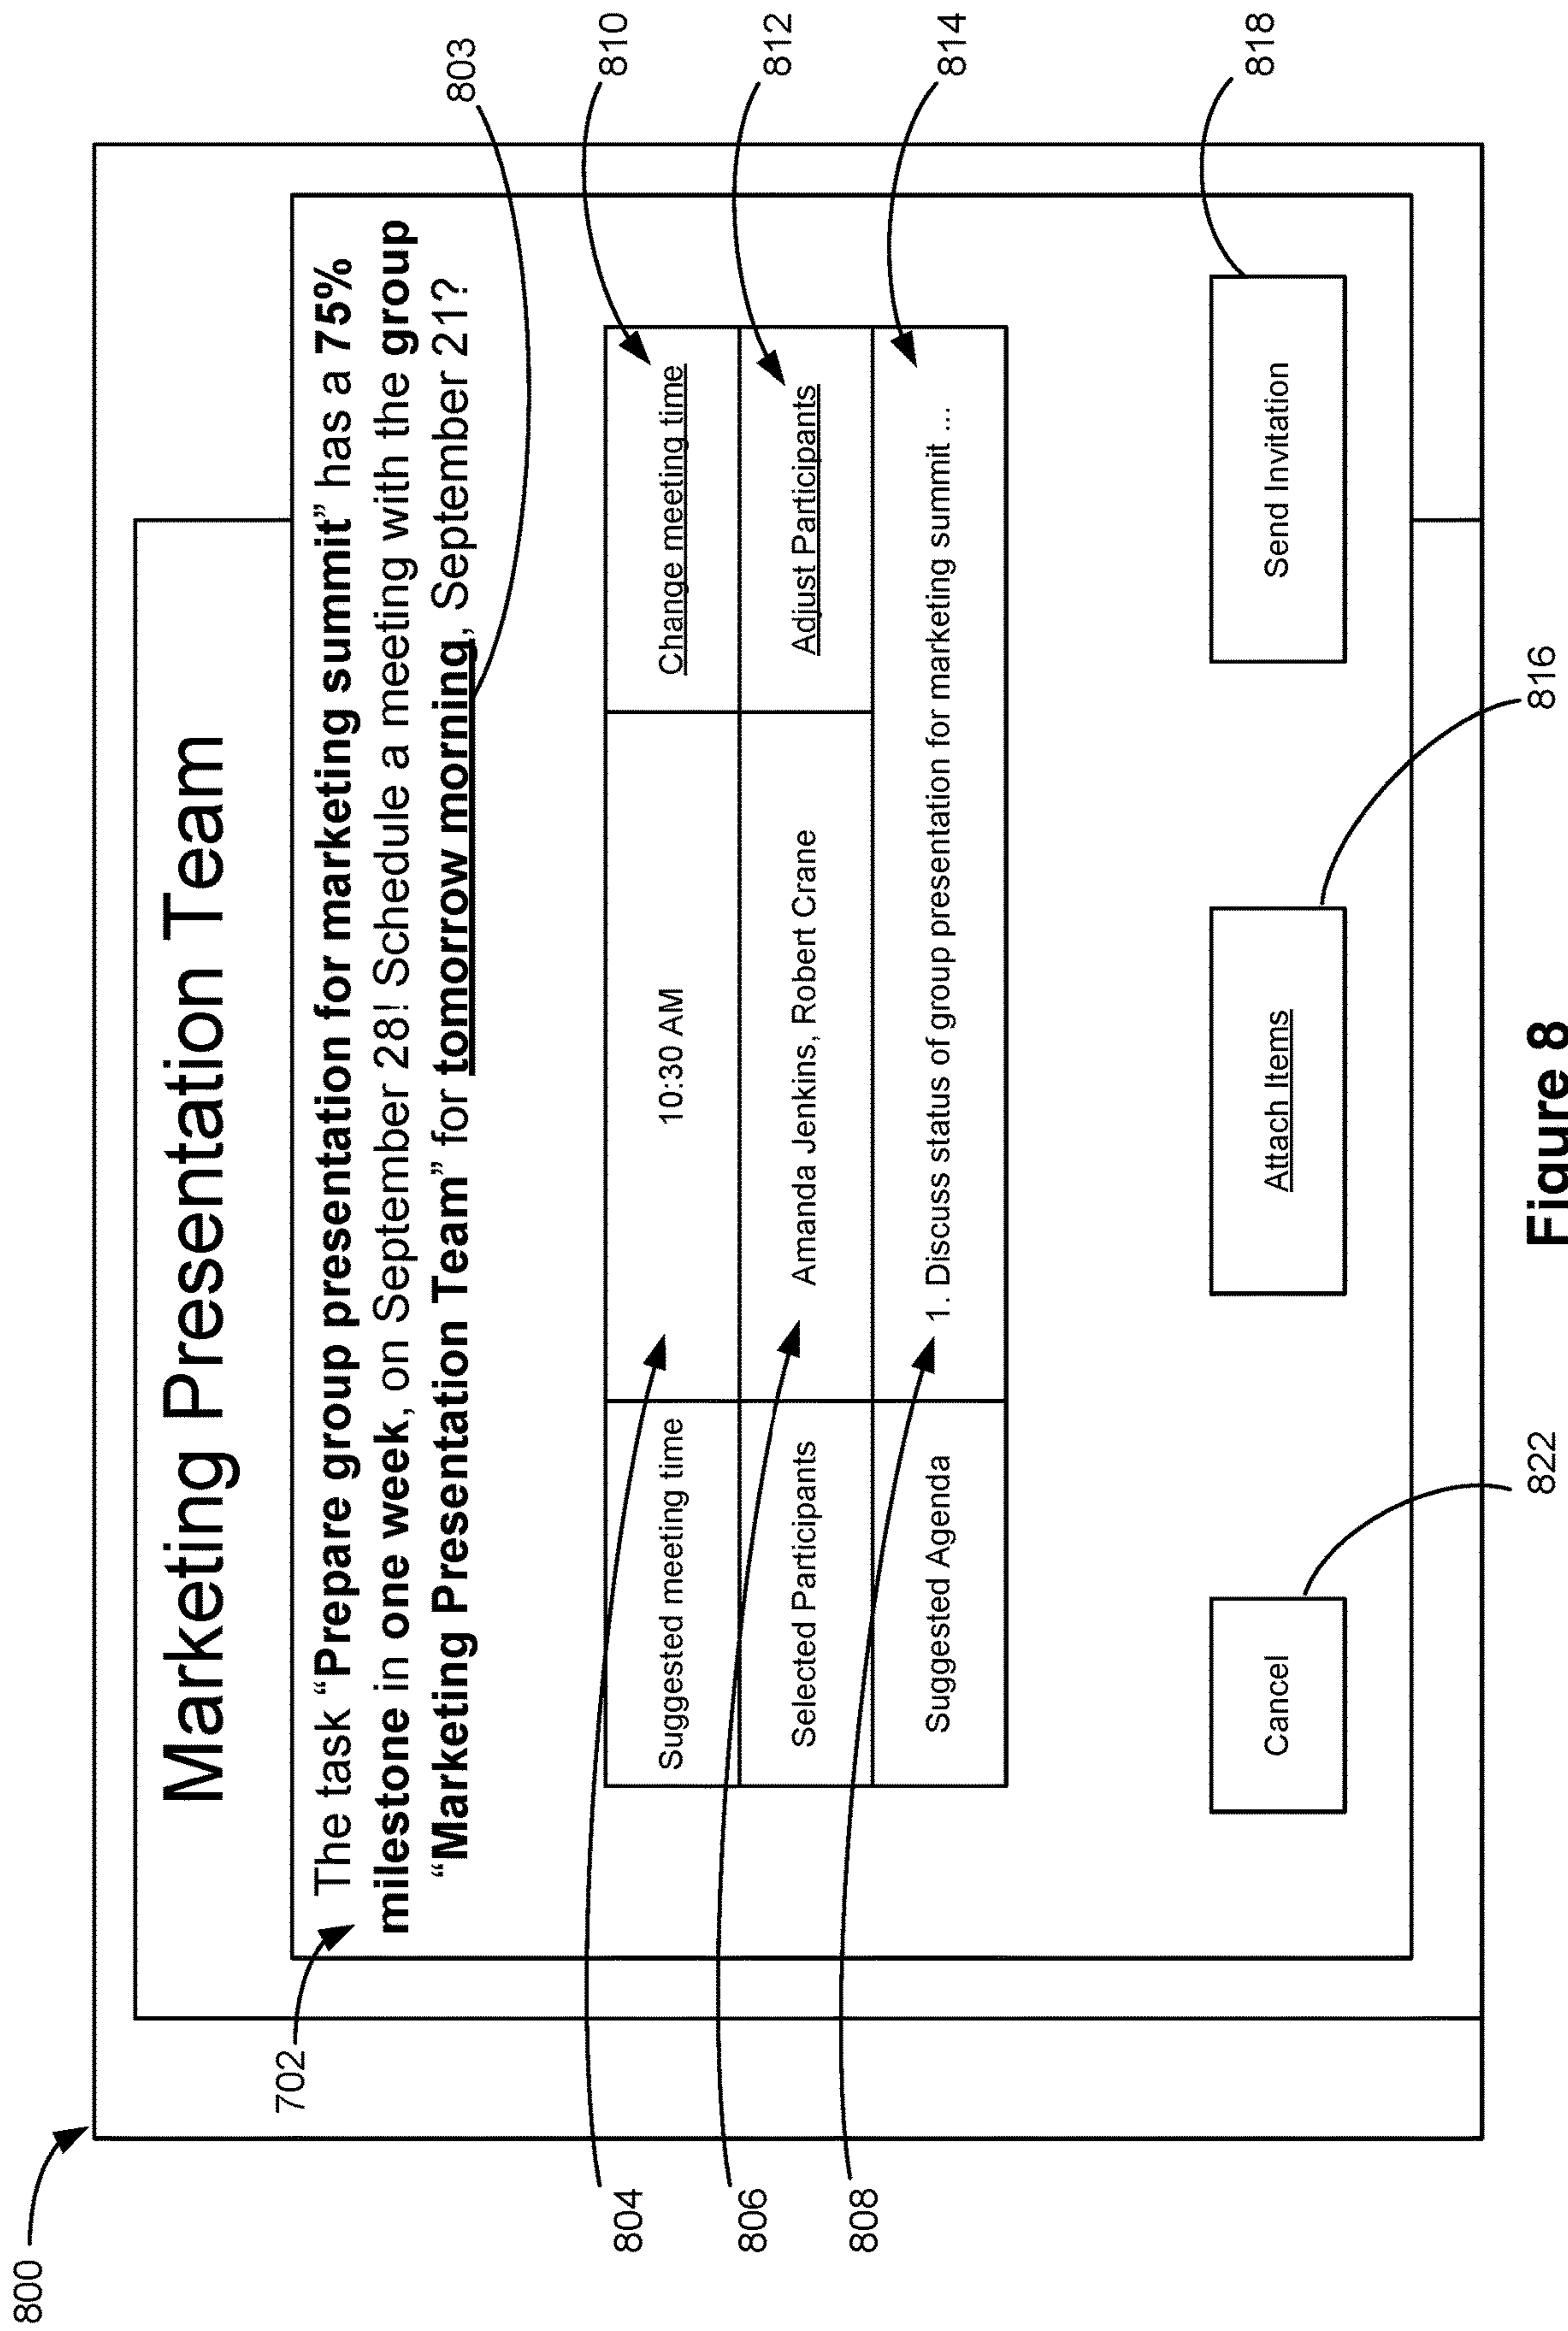 800
Marketing Presentation Team
702
803
The task “Prepare group presentation for marketing summit” has a 75%
milestone in one week, on September 28! Schedule a meeting with the group
“Marketing Presentation Team” for tomorrow morning, September 21?
804
Suggested meeting time
10:30 AM
Change meeting time
810
806
Selected Participants
Amanda Jenkins, Robert Crane
Adjust Participants
812
808
Suggested Agenda
1. Discuss status of group presentation for marketing summit ...
814
Cancel
Attach Items
Send Invitation
818
822
816
Figure 8